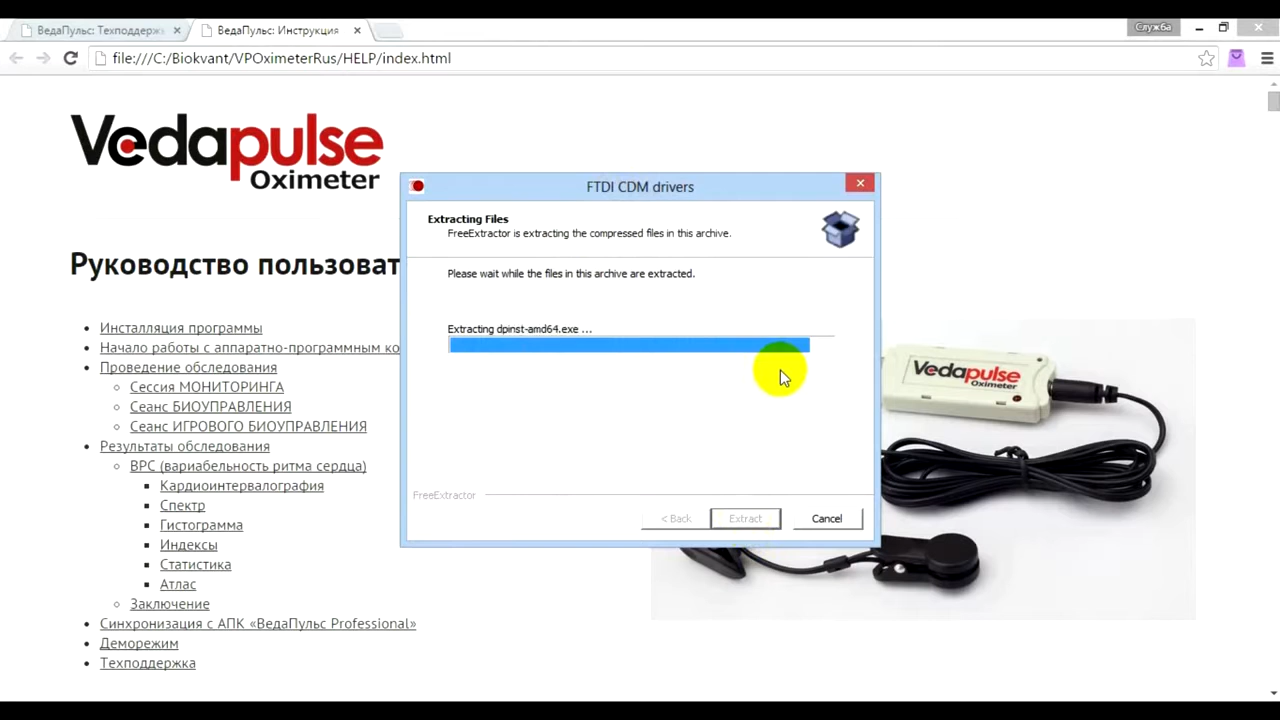 ВедаПульс: Техподдержк
ВедаПульс: Инструкция
Служба
file:///C:/Biokvant/VPOximeterRus/HELP/index.html
Vedapulse
Oximeter
Руководство пользоват
Инсталляция программы
Начало работы с аппаратно-программным ко
Проведение обследования
Сессия МОНИТОРИНГА
Сеанс БИОУПРАВЛЕНИЯ
Сеанс ИГРОВОГО БИОУПРАВЛЕНИЯ
Результаты обследования
ВРС (вариабельность ритма сердца)
Кардиоинтервалография
Спектр
Гистограмма
Индексы
Статистика
Атлас
Заключение
Синхронизация с АПК «ВедаПульс Professional»
Деморежим
Техподдержка
FTDI CDM drivers
Extracting Files
FreeExtractor is extracting the compressed files in this archive.
Please wait while the files in this archive are extracted.
Extracting dpinst-amd64.exe ...
FreeExtractor
< Back
Extract
Cancel
Vedapulse
Oximeter